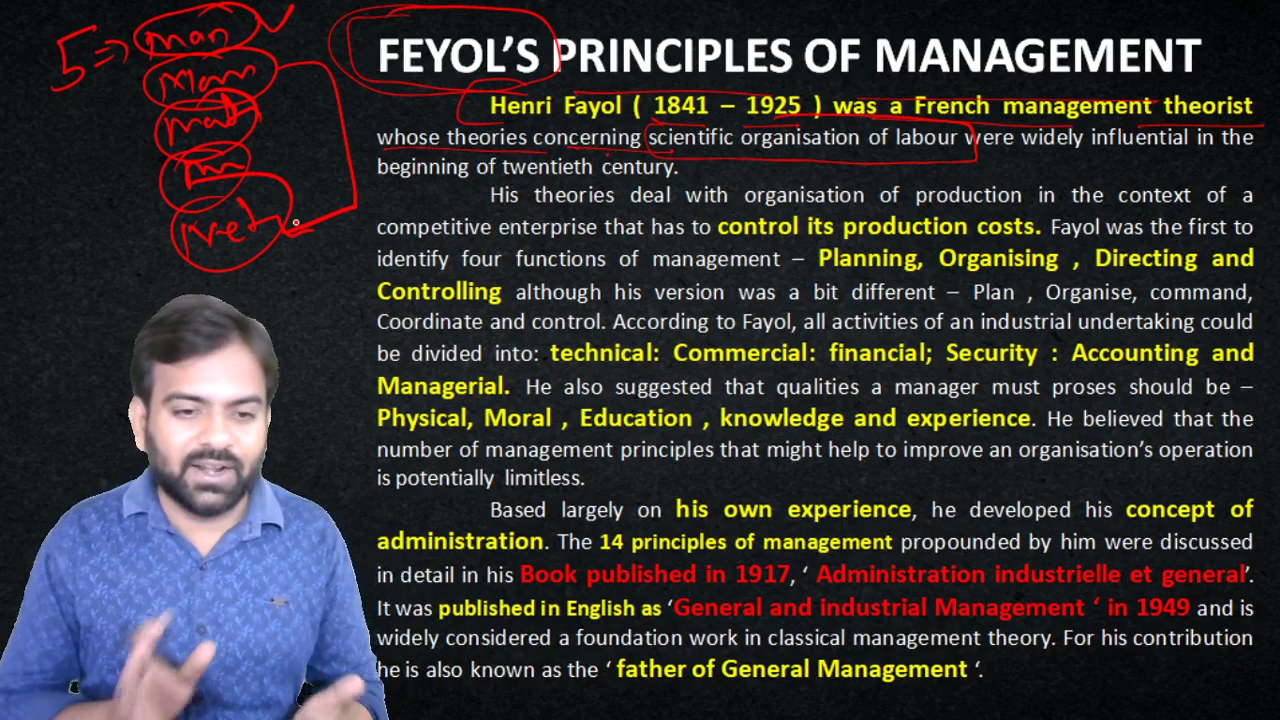 5 => man
FEYOL'S PRINCIPLES OF MANAGEMENT
Henri Fayol ( 1841 – 1925 ) was a French management theorist
whose theories concerning scientific organisation of labour were widely influential in the
beginning of twentieth century.
His theories deal with organisation of production in the context of a
competitive enterprise that has to control its production costs. Fayol was the first to
identify four functions of management – Planning, Organising , Directing and
Controlling although his version was a bit different – Plan , Organise, command,
Coordinate and control. According to Fayol, all activities of an industrial undertaking could
be divided into: technical: Commercial: financial; Security : Accounting and
Managerial. He also suggested that qualities a manager must proses should be –
Physical, Moral , Education , knowledge and experience. He believed that the
number of management principles that might help to improve an organisation's operation
is potentially limitless.
Based largely on his own experience, he developed his concept of
administration. The 14 principles of management propounded by him were discussed
in detail in his Book published in 1917, ‘ Administration industrielle et general’.
It was published in English as ‘General and industrial Management ‘ in 1949 and is
widely considered a foundation work in classical management theory. For his contribution
he is also known as the ‘ father of General Management ‘.